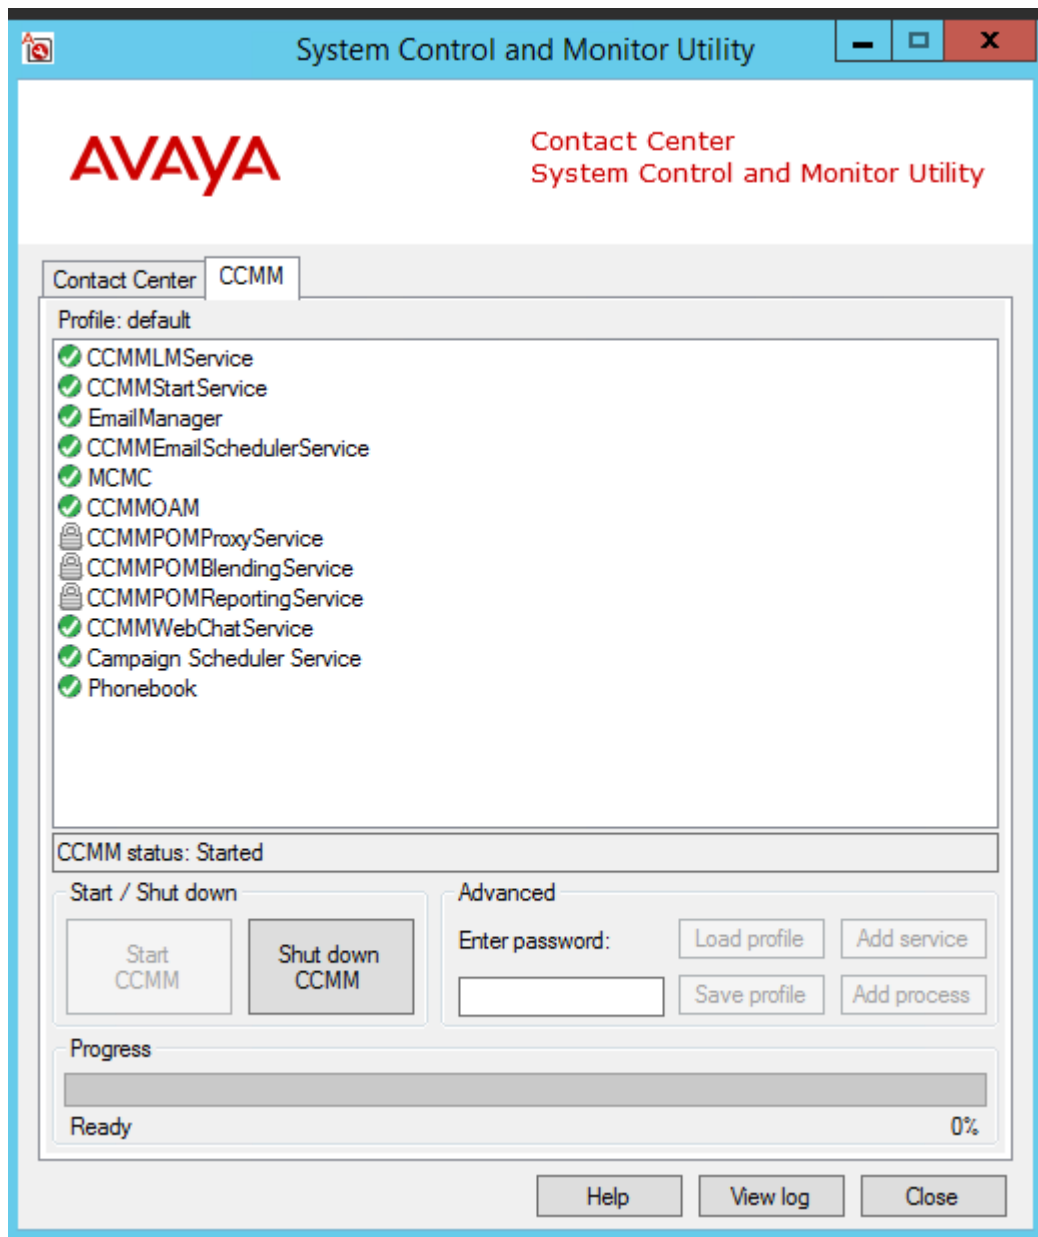 System Control and Monitor Utility
AVAYA
Contact Center
System Control and Monitor Utility
Contact Center
CCMM
Profile: default
CCMMLMService
CCMMStartService
EmailManager
CCMMEmailSchedulerService
MCMC
CCMMOAM
CCMMPOMProxyService
CCMMPOMBlendingService
CCMMPOMReportingService
CCMMWebChatService
Campaign Scheduler Service
Phonebook
CCMM status: Started
Start / Shut down
Start
CCMM
Shut down
CCMM
Advanced
Enter password:
Load profile
Add service
Save profile
Add process
Progress
Ready
0%
Help
View log
Close